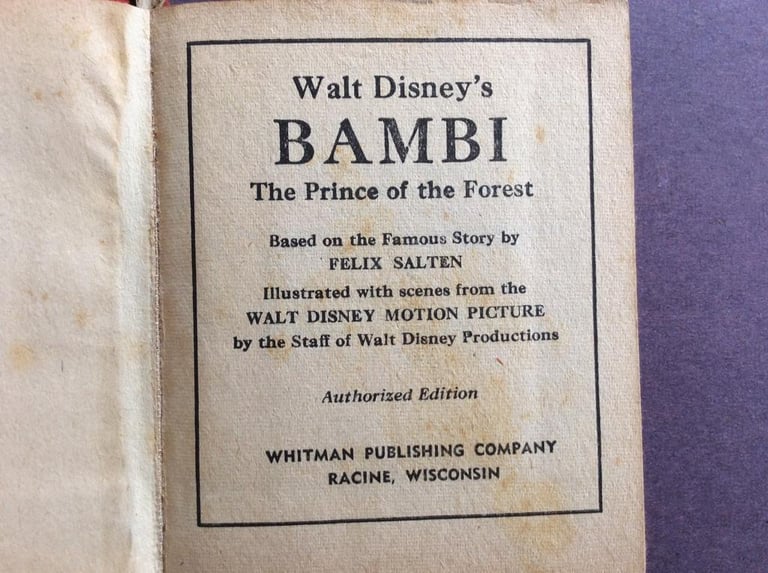 Walt Disney's
BAMBI
The Prince of the Forest
Based on the Famous Story by
FELIX SALTEN
Illustrated with scenes from the
WALT DISNEY MOTION PICTURE
by the Staff of Walt Disney Productions
Authorized Edition
WHITMAN PUBLISHING COMPANY
RACINE, WISCONSIN